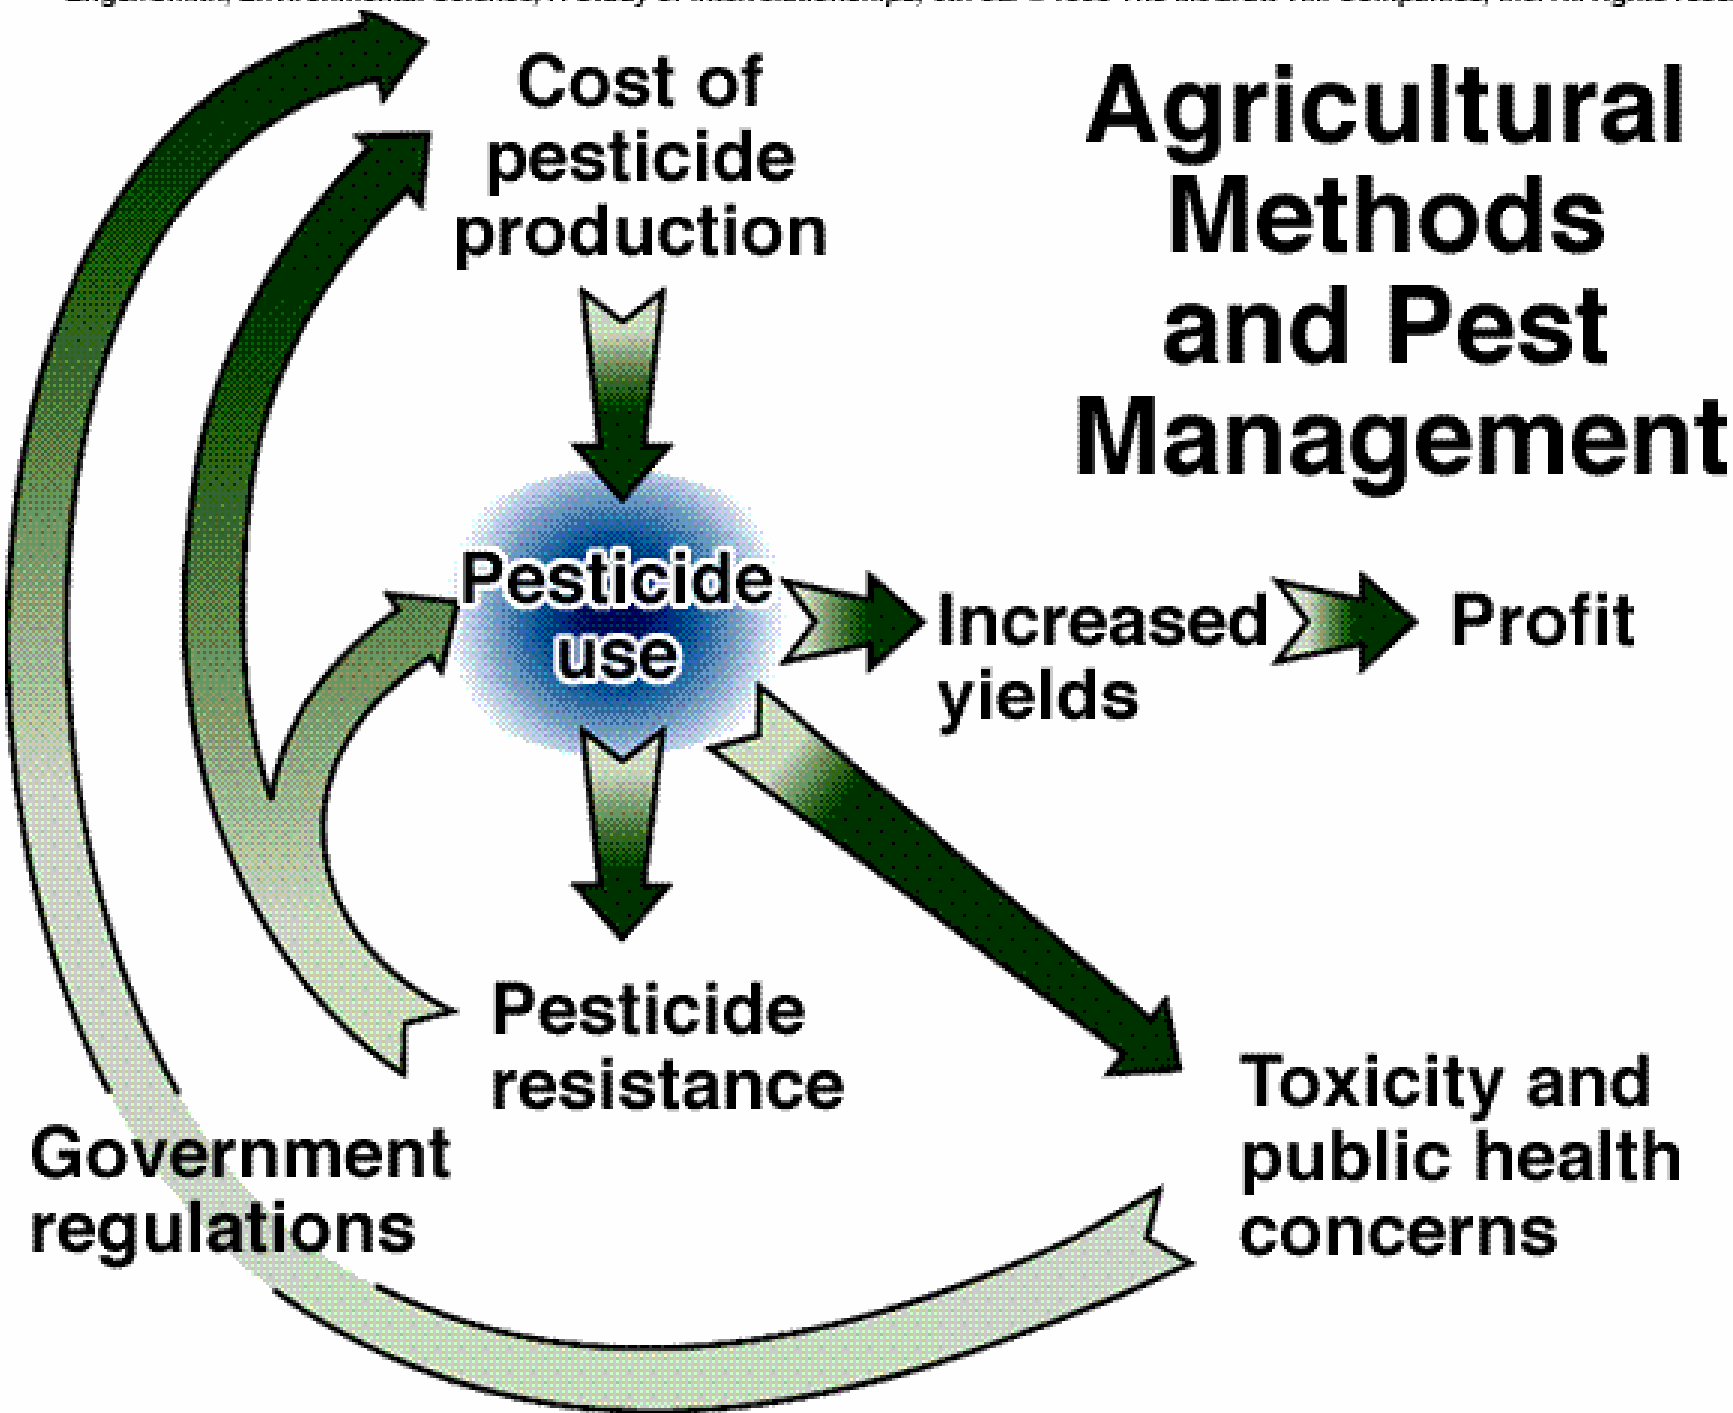 Cost of
pesticide
production
Agricultural
Methods
and Pest
Management
Pesticide
use
Increased
yields
Profit
Pesticide
resistance
Government
regulations
Toxicity and
public health
concerns